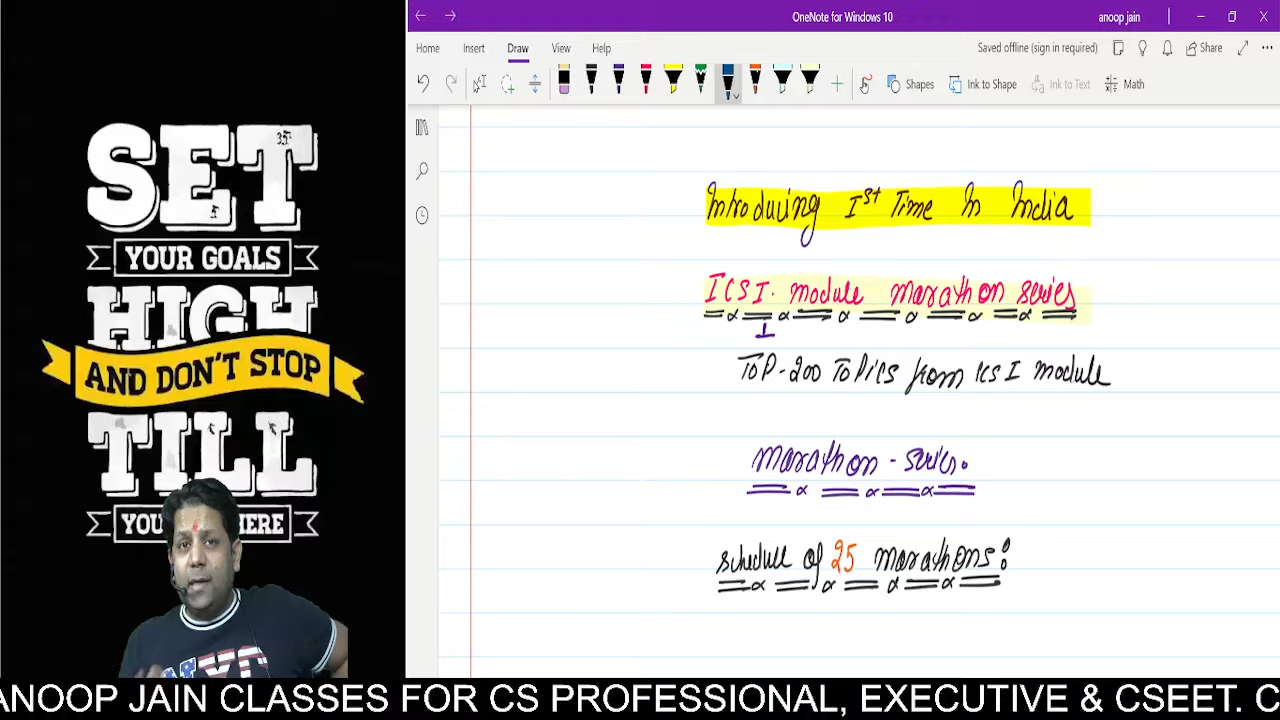 SET
YOUR GOALS
HIGH
AND DON'T STOP
TILL
YOU HERE
OneNote for Windows 10
anoop jain
Home Insert Draw View Help
Saved offline (sign in required)
Share
Shapes Ink to Shape Ink to Text Math
Introducing Ist Time In India
ICSI. module marathon series
I
TOP-200 TOPICS from ICSI module
marathon - series.
schedule of 25 marathons:
ANOOP JAIN CLASSES FOR CS PROFESSIONAL, EXECUTIVE & CSEET. C